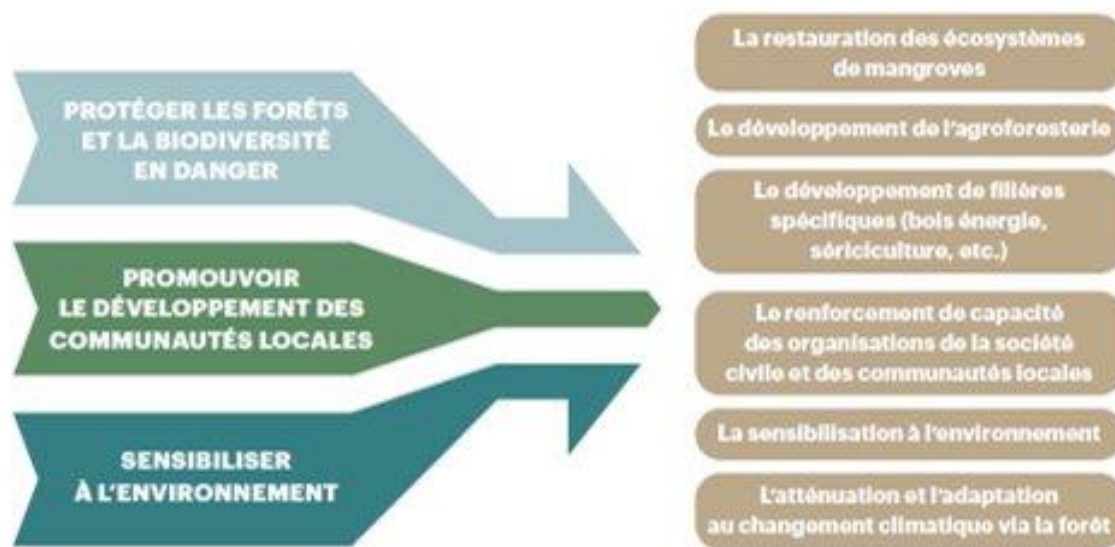 PROTÉGER LES FORÊTS
ET LA BIODIVERSITÉ
EN DANGER
PROMOUVOIR
LE DÉVELOPPEMENT DES
COMMUNAUTÉS LOCALES
SENSIBILISER
À L'ENVIRONNEMENT
La restauration des écosystèmes
de mangroves
Le développement de l'agroforesterie
Le développement de filières
spécifiques (bois énergie,
sériciculture, etc.)
Le renforcement de capacité
des organisations de la société
civile et des communautés locales
La sensibilisation à l'environnement
L'atténuation et l'adaptation
au changement climatique via la forêt